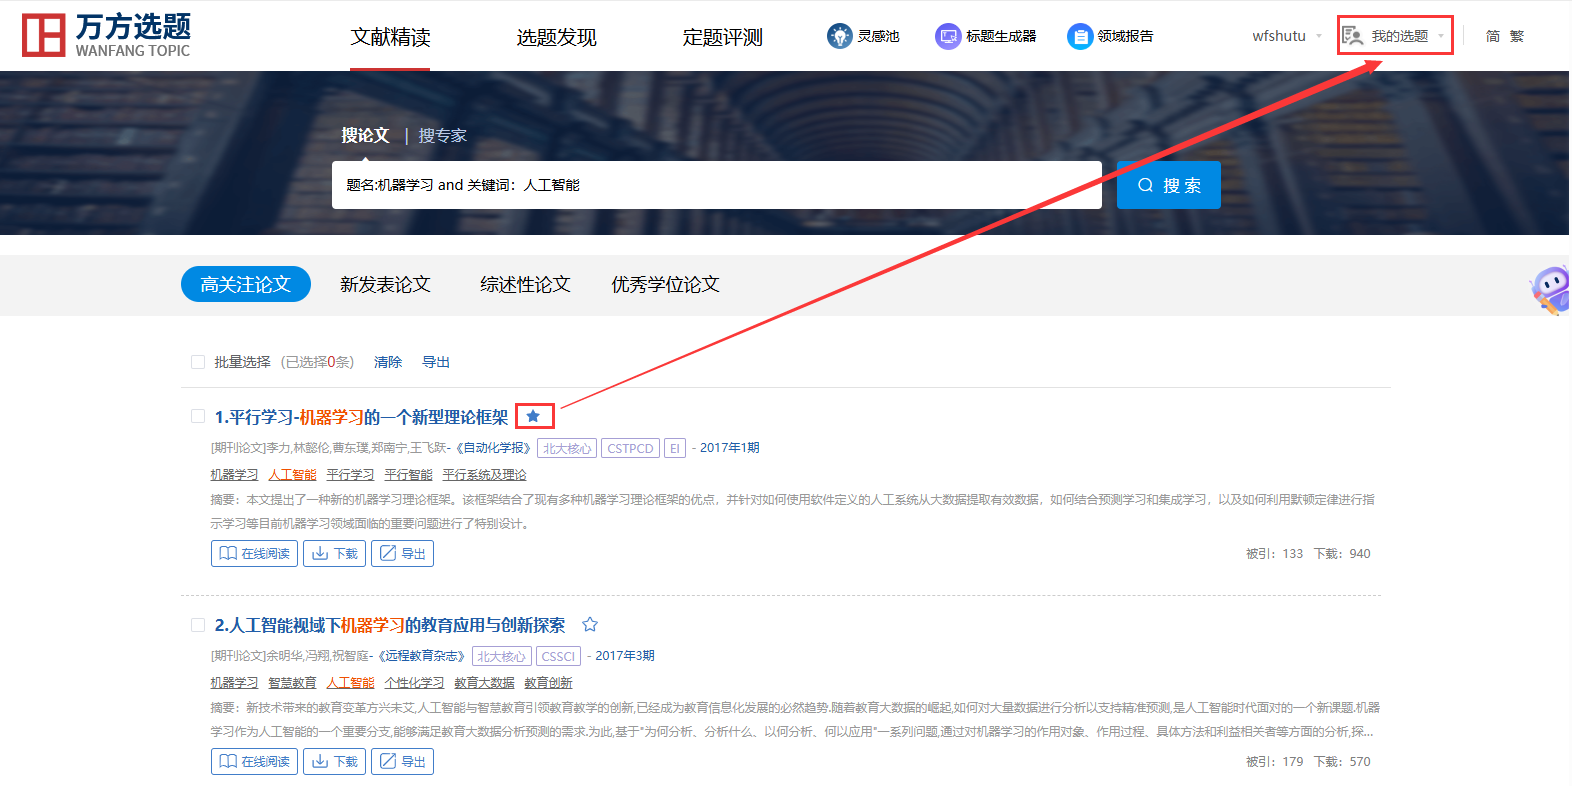 万方选题
WANFANG TOPIC
文献精读 选题发现 定题评测 灵感池 标题生成器 领域报告 wfshutu 我的选题 简 繁
搜论文 | 搜专家
题名:机器学习 and 关键词：人工智能 搜 索
高关注论文 新发表论文 综述性论文 优秀学位论文
批量选择 (已选择0条) 清除 导出
1.平行学习-机器学习的一个新型理论框架
[期刊论文]李力,林懿伦,曹东璞,郑南宁,王飞跃-《自动化学报》 北大核心 CSTPCD EI - 2017年1期
机器学习 人工智能 平行学习 平行智能 平行系统及理论
摘要：本文提出了一种新的机器学习理论框架。该框架结合了现有多种机器学习理论框架的优点，并针对如何使用软件定义的人工系统从大数据提取有效数据，如何结合预测学习和集成学习，以及如何利用默顿定律进行指
示学习等目前机器学习领域面临的重要问题进行了特别设计。
在线阅读 下载 导出 被引：133 下载：940
2.人工智能视域下机器学习的教育应用与创新探索
[期刊论文]余明华,冯翔,祝智庭-《远程教育杂志》 北大核心 CSSCI - 2017年3期
机器学习 智慧教育 人工智能 个性化学习 教育大数据 教育创新
摘要：新技术带来的教育变革方兴未艾,人工智能与智慧教育引领教育教学的创新,已经成为教育信息化发展的必然趋势.随着教育大数据的崛起,如何对大量数据进行分析以支持精准预测,是人工智能时代面对的一个新课题.机器
学习作为人工智能的一个重要分支,能够满足教育大数据分析预测的需求.为此,基于"为何分析、分析什么、以何分析、何以应用"一系列问题,通过对机器学习的作用对象、作用过程、具体方法和利益相关者等方面的分析,探...
在线阅读 下载 导出 被引：179 下载：570